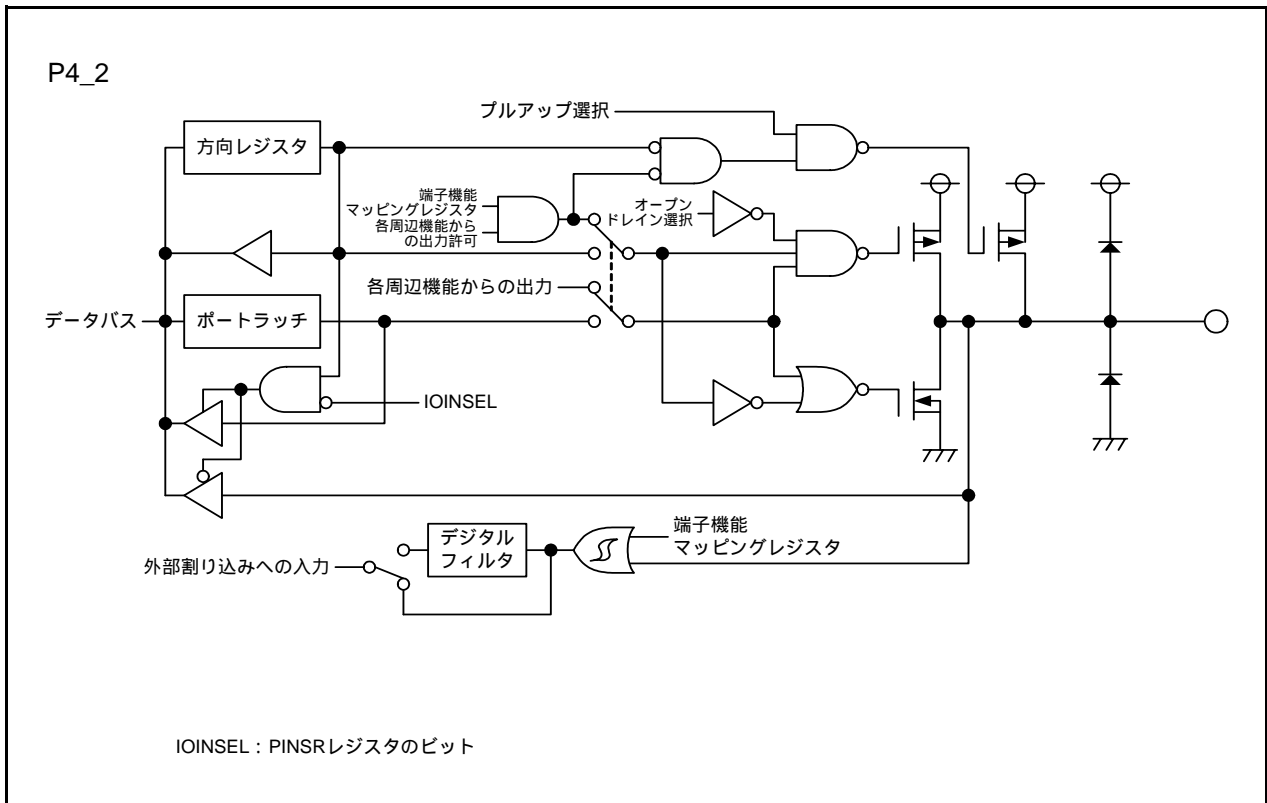 P4_2
プルアップ選択
方向レジスタ
端子機能
マッピングレジスタ
各周辺機能から
の出力許可
オープン
ドレイン選択
各周辺機能からの出力
データバス
ポートラッチ
IOINSEL
端子機能
マッピングレジスタ
デジタル
フィルタ
外部割り込みへの入力
IOINSEL：PINSRレジスタのビット